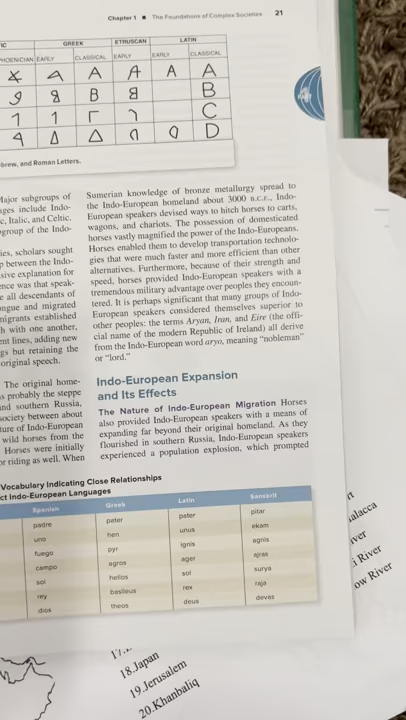 Chapter 1 ■ The Foundations of Complex Societies 21
GREEK ETRUSCAN LATIN
EARLY CLASSICAL EARLY EARLY CLASSICAL
A A A
B B
Γ C
Δ Δ D
brew, and Roman Letters.
Major subgroups of
ages include Indo-
c, Italic, and Celtic.
group of the Indo-
ies, scholars sought
p between the Indo-
sive explanation for
ence was that speak-
e all descendants of
ongue and migrated
migrants established
h with one another,
ent lines, adding new
gs but retaining the
original speech.
The original home-
s probably the steppe
and southern Russia,
society between about
ture of Indo-European
wild horses from the
Horses were initially
or riding as well. When
Sumerian knowledge of bronze metallurgy spread to
the Indo-European homeland about 3000 B.C.E., Indo-
European speakers devised ways to hitch horses to carts,
wagons, and chariots. The possession of domesticated
horses vastly magnified the power of the Indo-Europeans.
Horses enabled them to develop transportation technolo-
gies that were much faster and more efficient than other
alternatives. Furthermore, because of their strength and
speed, horses provided Indo-European speakers with a
tremendous military advantage over peoples they encoun-
tered. It is perhaps significant that many groups of Indo-
European speakers considered themselves superior to
other peoples: the terms Aryan, Iran, and Eire (the offi-
cial name of the modern Republic of Ireland) all derive
from the Indo-European word aryo, meaning "nobleman"
or "lord."
Indo-European Expansion
and Its Effects
The Nature of Indo-European Migration Horses
also provided Indo-European speakers with a means of
expanding far beyond their original homeland. As they
flourished in southern Russia, Indo-European speakers
experienced a population explosion, which prompted
Vocabulary Indicating Close Relationships
ct Indo-European Languages
Spanish Greek Latin Sanskrit
padre pater pater pitar
uno hen unus ekam
fuego pyr ignis agnis
campo agros ager ajras
sol helios sol surya
rey basileus rex raja
dios theos deus devas
alacca
iver
i River
ow River
18.Japan
19.Jerusalem
20.Khanbaliq